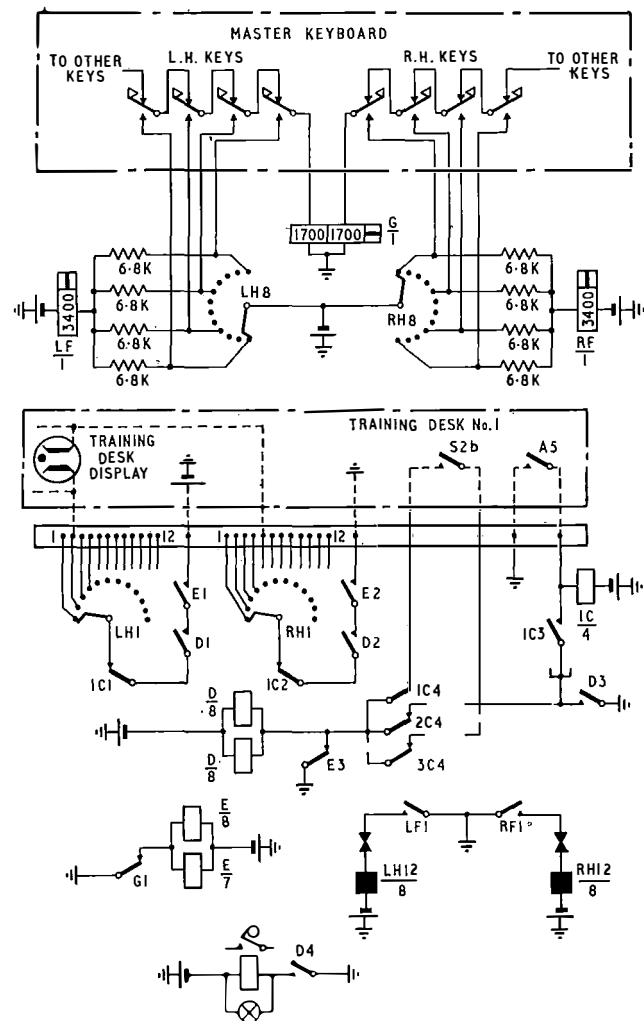 MASTER KEYBOARD
TO OTHER KEYS
L.H. KEYS
R.H. KEYS
TO OTHER KEYS
1700 1700
G/1
6.8K
6.8K
6.8K
6.8K
3400
LF/1
LH8
RH8
6.8K
6.8K
6.8K
6.8K
3400
RF/1
TRAINING DESK No.1
TRAINING DESK DISPLAY
S2b
A5
1 12
1 12
LH1
E1
D1
1C1
RH1
E2
D2
1C2
1C3
1C/4
D3
D/8
D/8
E3
1C4
2C4
3C4
E/8
E/7
G1
LF1
RF1
LH12/8
RH12/8
D4